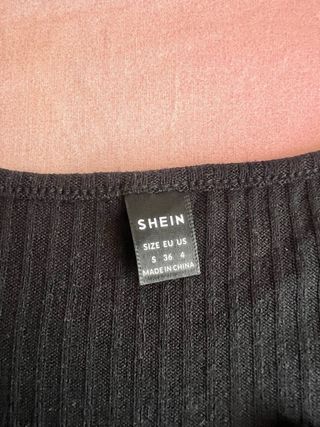 SHEIN
SIZE EU US
S 36 4
MADE IN CHINA